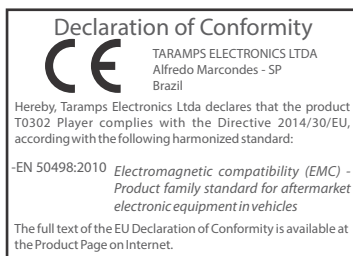 Declaration of Conformity
CE
TARAMPS ELECTRONICS LTDA
Alfredo Marcondes - SP
Brazil
Hereby, Taramps Electronics Ltda declares that the product
T0302 Player complies with the Directive 2014/30/EU,
according with the following harmonized standard:
-EN 50498:2010 Electromagnetic compatibility (EMC) -
Product family standard for aftermarket
electronic equipment in vehicles
The full text of the EU Declaration of Conformity is available at
the Product Page on Internet.